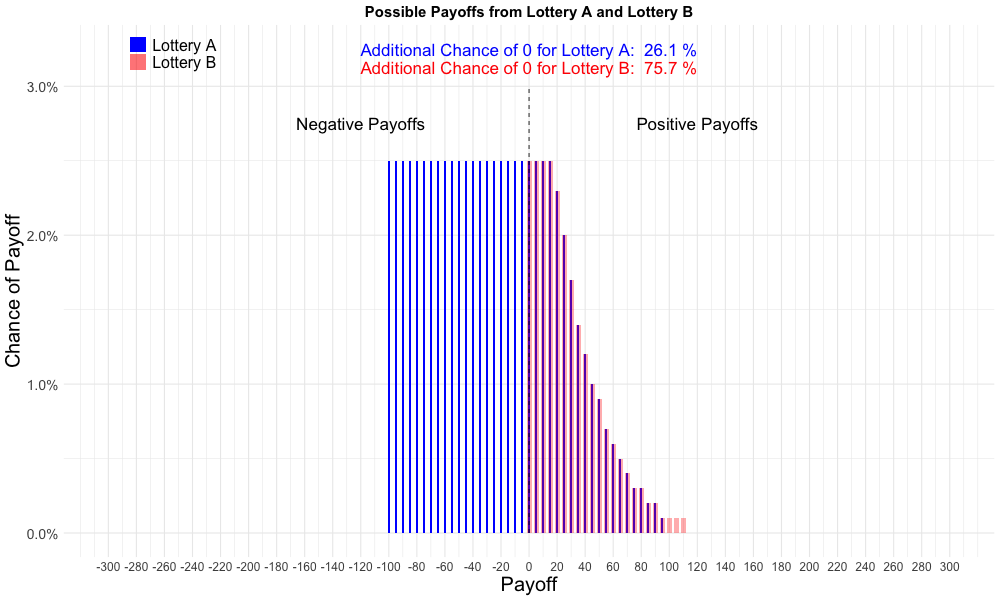 Possible Payoffs from Lottery A and Lottery B
Lottery A
Lottery B
Additional Chance of 0 for Lottery A: 26.1 %
Additional Chance of 0 for Lottery B: 75.7 %
Negative Payoffs
Positive Payoffs
Chance of Payoff
3.0%
2.0%
1.0%
0.0%
-300 -280 -260 -240 -220 -200 -180 -160 -140 -120 -100 -80 -60 -40 -20 0 20 40 60 80 100 120 140 160 180 200 220 240 260 280 300
Payoff